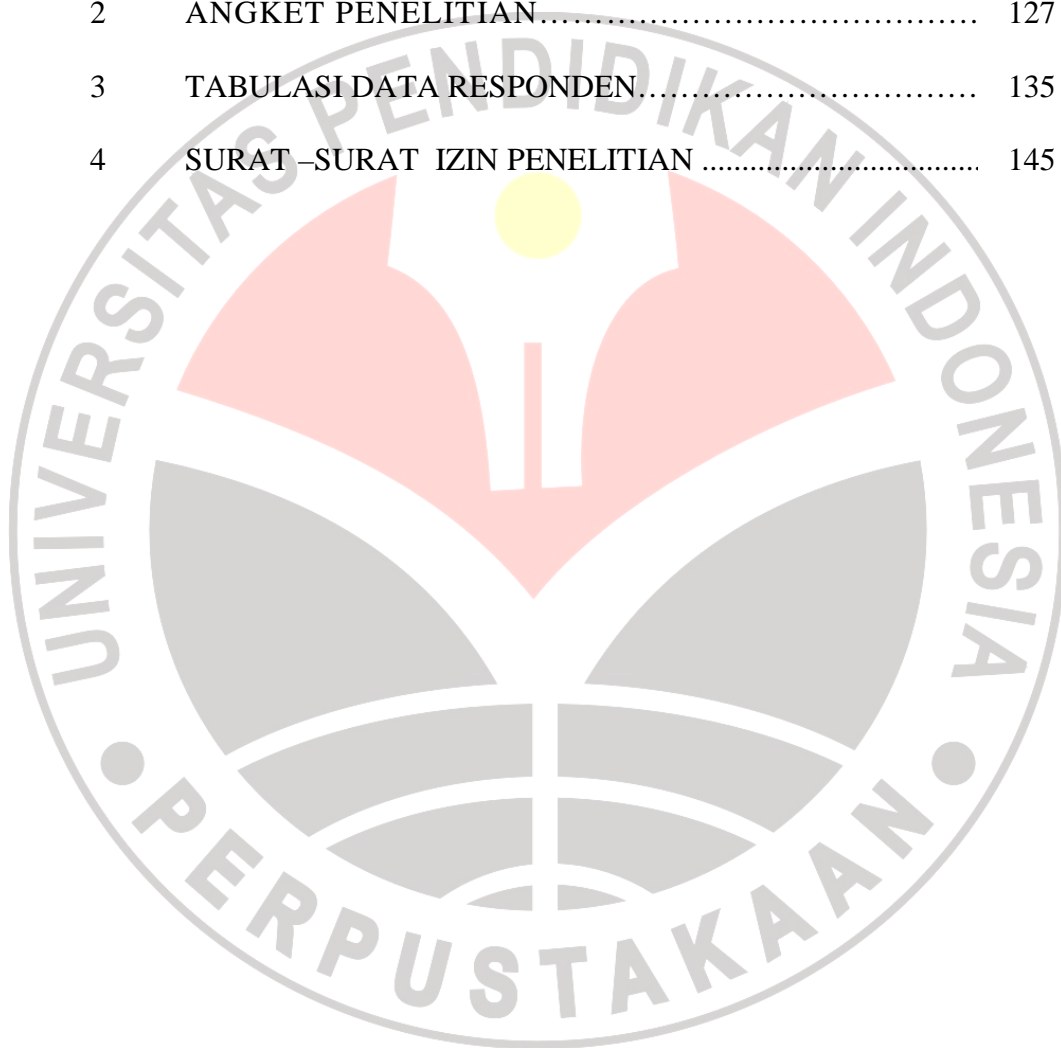 2 ANGKET PENELITIAN........................................... 127
3 TABULASI DATA RESPONDEN................................. 135
4 SURAT –SURAT  IZIN PENELITIAN .................................... 145
UNIVERSITAS PENDIDIKAN INDONESIA
• PERPUSTAKAAN •